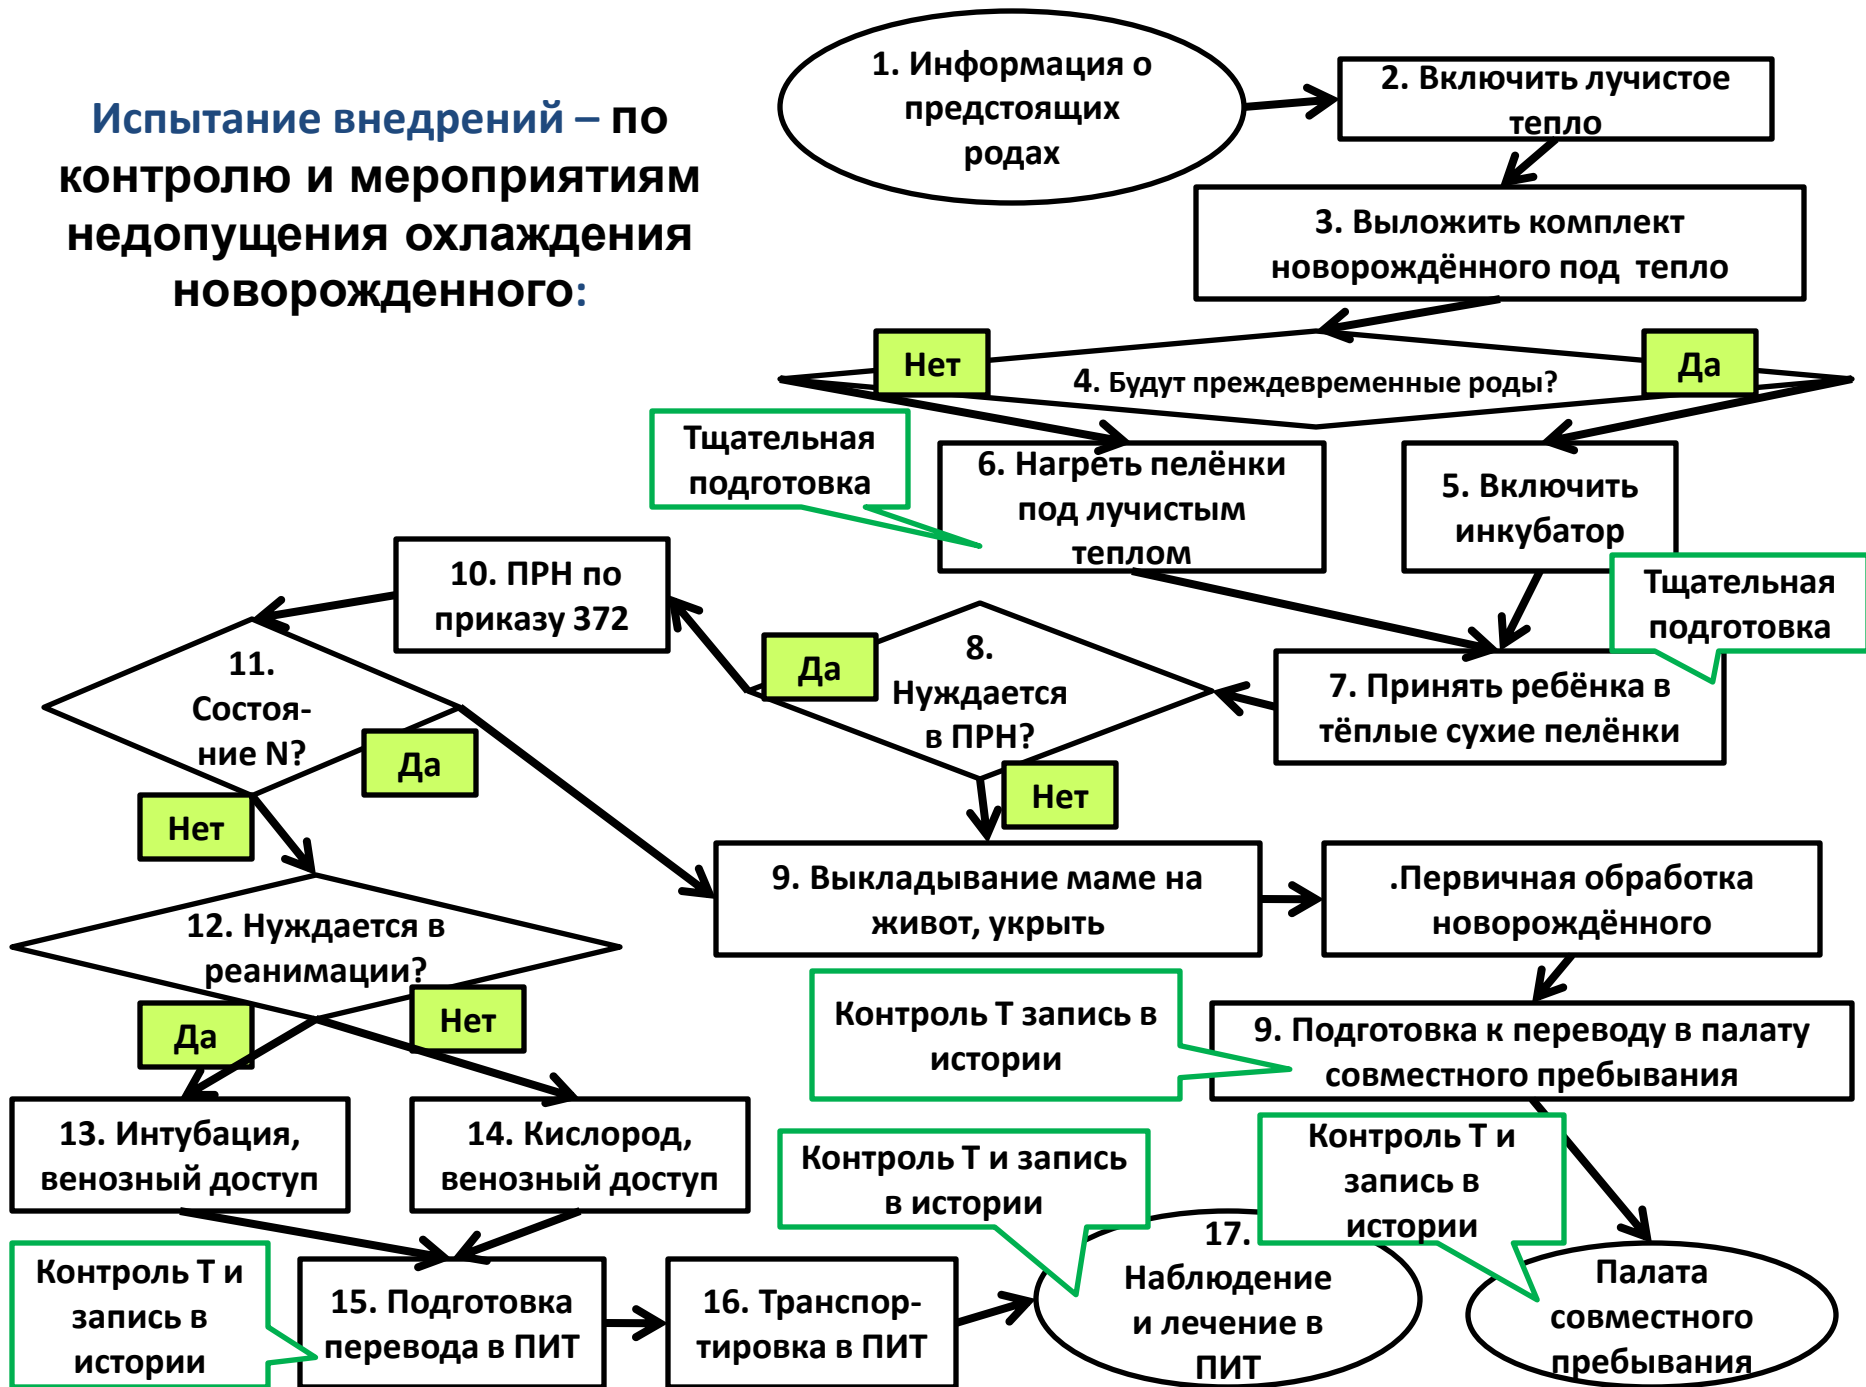 Испытание внедрений – по
контролю и мероприятиям
недопущения охлаждения
новорожденного:
1. Информация о
предстоящих
родах
2. Включить лучистое
тепло
3. Выложить комплект
новорождённого под тепло
Нет
4. Будут преждевременные роды?
Да
Тщательная
подготовка
6. Нагреть пелёнки
под лучистым
теплом
5. Включить
инкубатор
Тщательная
подготовка
10. ПРН по
приказу 372
8.
Нуждается
в ПРН?
Да
Нет
7. Принять ребёнка в
тёплые сухие пелёнки
11.
Состоя-
ние N?
Да
Нет
9. Выкладывание маме на
живот, укрыть
.Первичная обработка
новорождённого
12. Нуждается в
реанимации?
Да
Нет
Контроль Т запись в
истории
9. Подготовка к переводу в палату
совместного пребывания
13. Интубация,
венозный доступ
14. Кислород,
венозный доступ
Контроль Т и запись
в истории
Контроль Т и
запись в
истории
Контроль Т и
запись в
истории
15. Подготовка
перевода в ПИТ
16. Транспор-
тировка в ПИТ
17.
Наблюдение
и лечение в
ПИТ
Палата
совместного
пребывания